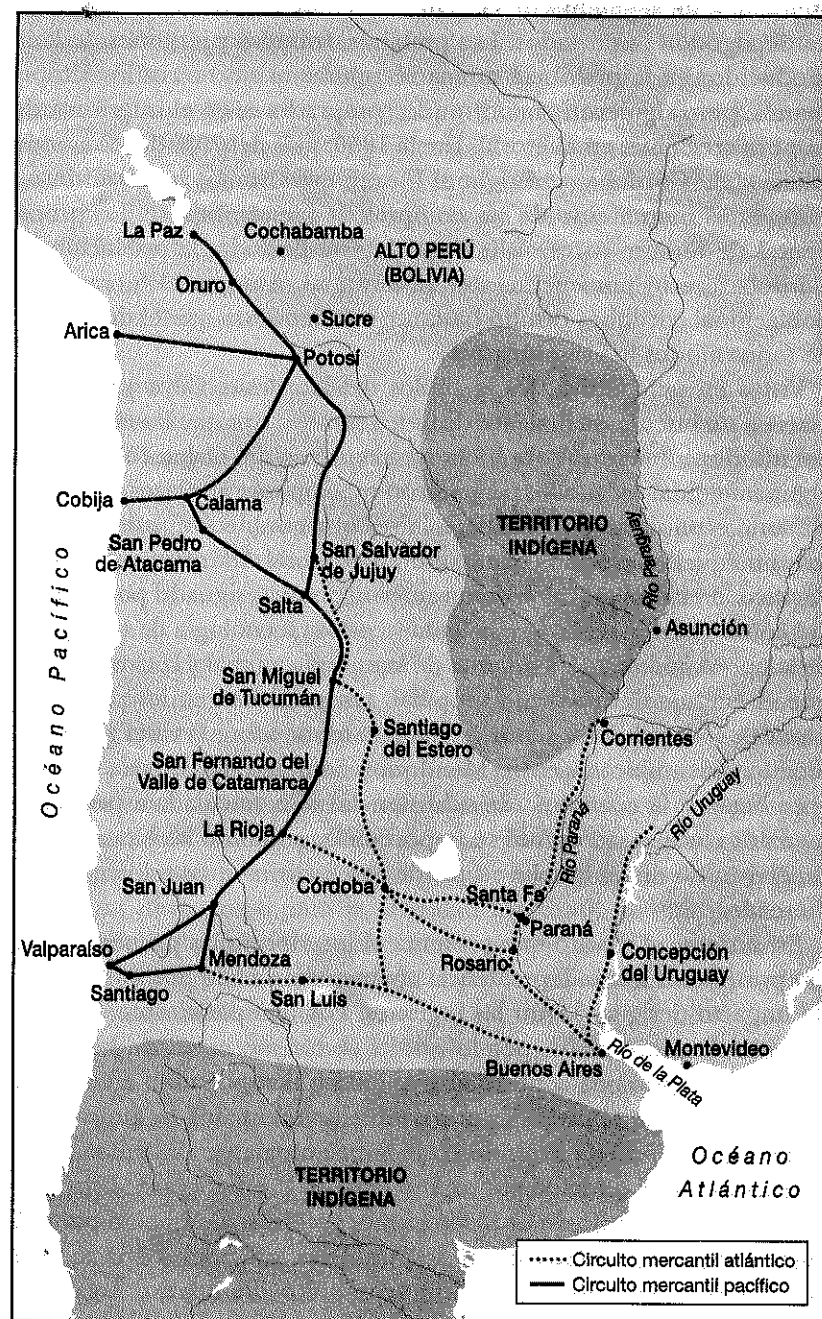 La Paz
Cochabamba
ALTO PERÚ
(BOLIVIA)
Oruro
Sucre
Arica
Potosí
Cobija
Calama
TERRITORIO
INDÍGENA
Río Paraguay
San Pedro
de Atacama
San Salvador
de Jujuy
Océano Pacífico
Salta
Asunción
San Miguel
de Tucumán
Santiago
del Estero
Corrientes
San Fernando del
Valle de Catamarca
Río Paraná
Río Uruguay
La Rioja
San Juan
Córdoba
Santa Fe
Paraná
Valparaíso
Mendoza
Rosario
Concepción
del Uruguay
Santiago
San Luis
Buenos Aires
Río de la Plata
Montevideo
TERRITORIO
INDÍGENA
Océano
Atlántico
Circuito mercantil atlántico
Circuito mercantil pacífico